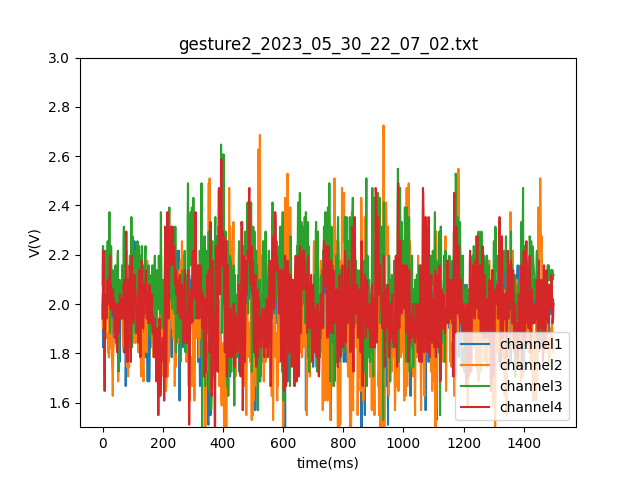 gesture2_2023_05_30_22_07_02.txt
3.0
2.8
2.6
2.4
2.2
2.0
1.8
1.6
V(V)
channel1
channel2
channel3
channel4
0 200 400 600 800 1000 1200 1400
time(ms)